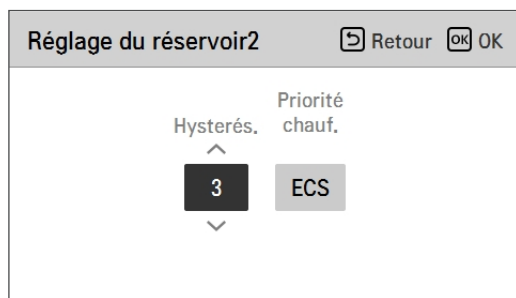 Réglage du réservoir2 Retour OK OK
Priorité
Hysterés. chauf.
3 ECS